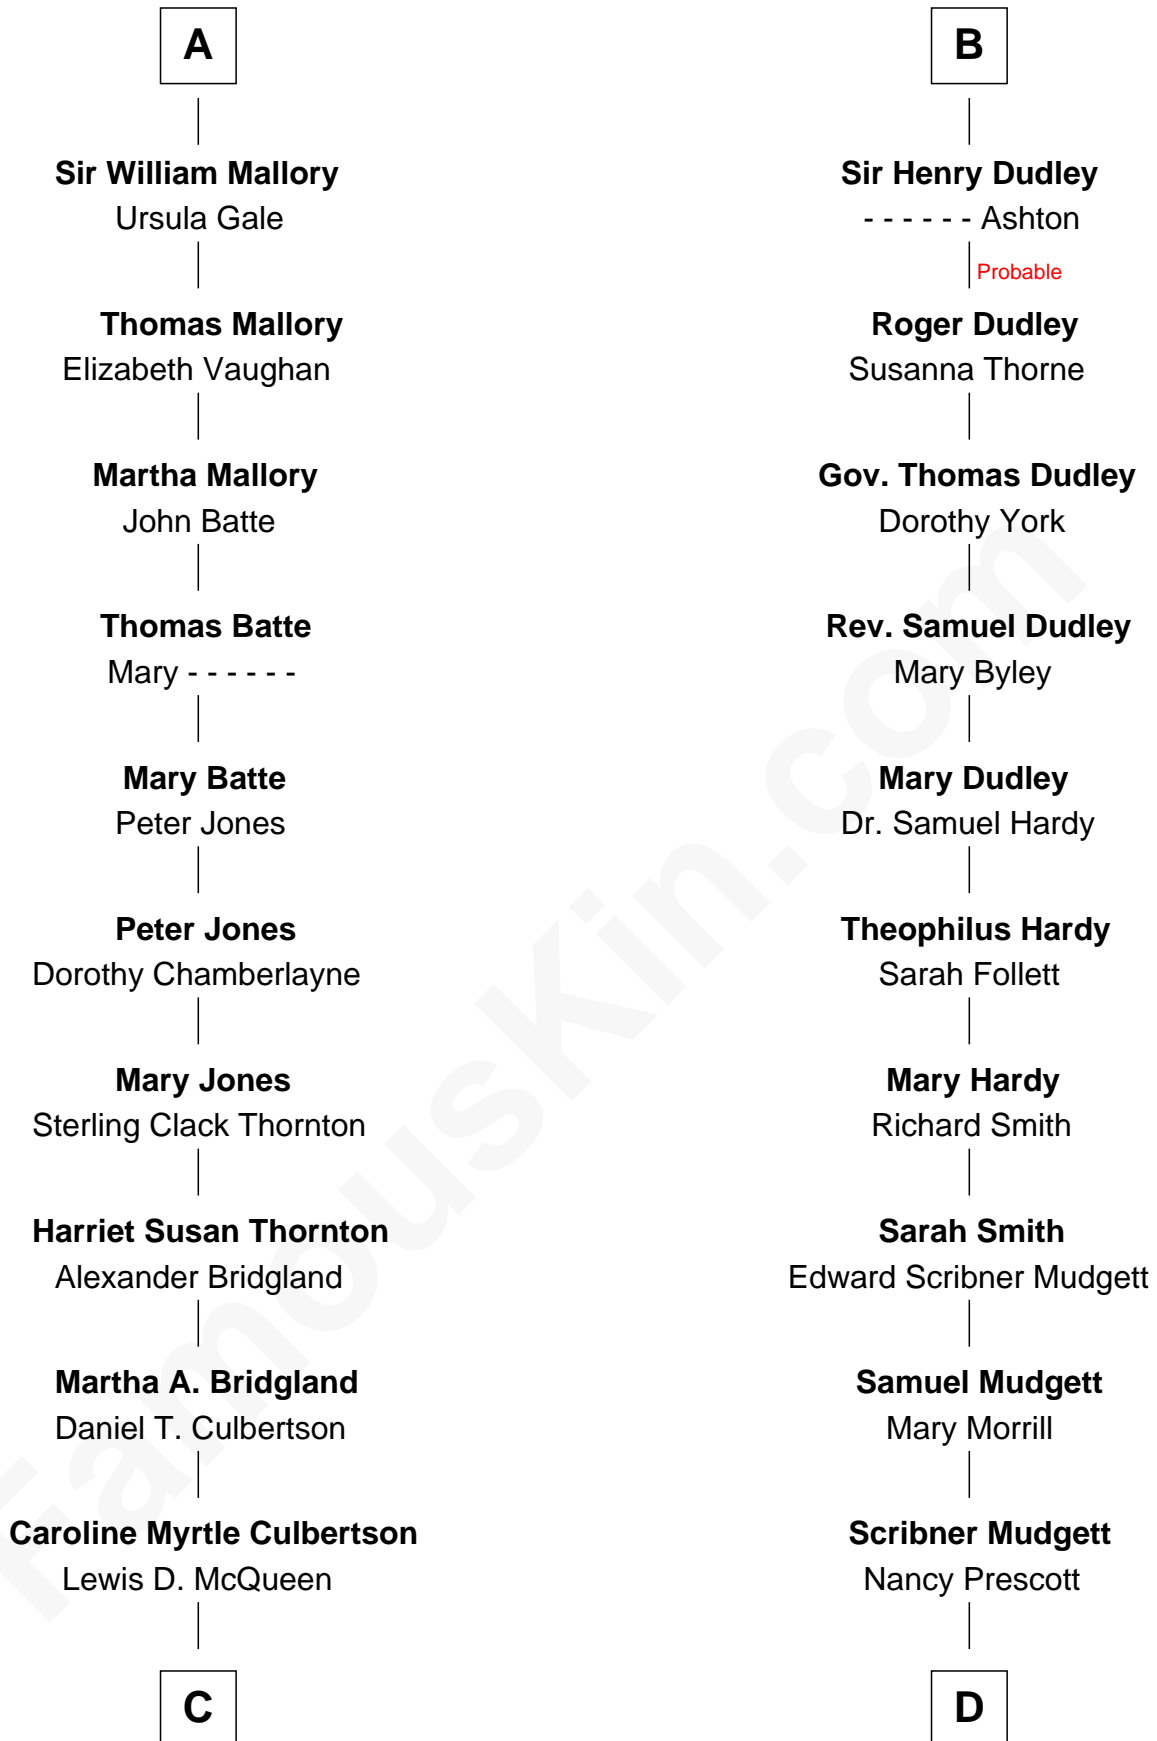 A
Sir William Mallory
Ursula Gale
Thomas Mallory
Elizabeth Vaughan
Martha Mallory
John Batte
Thomas Batte
Mary - - - - - -
Mary Batte
Peter Jones
Peter Jones
Dorothy Chamberlayne
Mary Jones
Sterling Clack Thornton
Harriet Susan Thornton
Alexander Bridgland
Martha A. Bridgland
Daniel T. Culbertson
Caroline Myrtle Culbertson
Lewis D. McQueen
C
B
Sir Henry Dudley
- - - - - - Ashton
Probable
Roger Dudley
Susanna Thorne
Gov. Thomas Dudley
Dorothy York
Rev. Samuel Dudley
Mary Byley
Mary Dudley
Dr. Samuel Hardy
Theophilus Hardy
Sarah Follett
Mary Hardy
Richard Smith
Sarah Smith
Edward Scribner Mudgett
Samuel Mudgett
Mary Morrill
Scribner Mudgett
Nancy Prescott
D
FamousKin.com